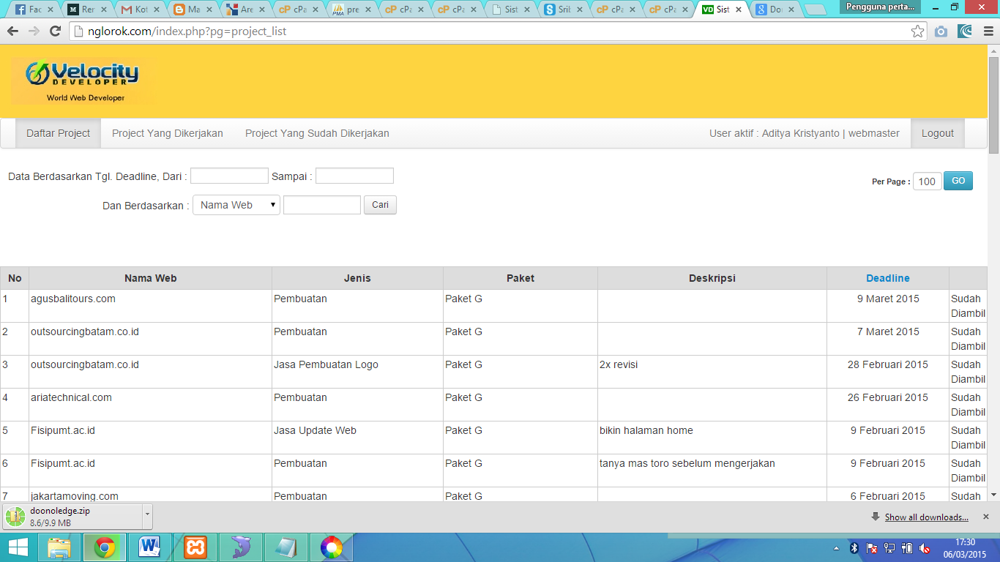 Fac
Rer
Kot
Ma
Are
cPa
pre
cPa
cPa
Sist
Sril
cPa
cPa
Sist
Do
Pengguna perta...
nglorok.com/index.php?pg=project_list
Velocity
DEVELOPER
World Web Developer
Daftar Project Project Yang Dikerjakan Project Yang Sudah Dikerjakan User aktif : Aditya Kristyanto | webmaster Logout
Data Berdasarkan Tgl. Deadline, Dari : Sampai : Per Page : 100 GO
Dan Berdasarkan : Nama Web Cari
No Nama Web Jenis Paket Deskripsi Deadline
1 agusbalitours.com Pembuatan Paket G 9 Maret 2015 Sudah
Diambil
2 outsourcingbatam.co.id Pembuatan Paket G 7 Maret 2015 Sudah
Diambil
3 outsourcingbatam.co.id Jasa Pembuatan Logo Paket G 2x revisi 28 Februari 2015 Sudah
Diambil
4 ariatechnical.com Pembuatan Paket G 26 Februari 2015 Sudah
Diambil
5 Fisipumt.ac.id Jasa Update Web Paket G bikin halaman home 9 Februari 2015 Sudah
Diambil
6 Fisipumt.ac.id Pembuatan Paket G tanya mas toro sebelum mengerjakan 9 Februari 2015 Sudah
Diambil
7 jakartamoving.com Pembuatan Paket G 6 Februari 2015 Sudah
doonoledge.zip
8.6/9.9 MB
Show all downloads...
17:30
06/03/2015